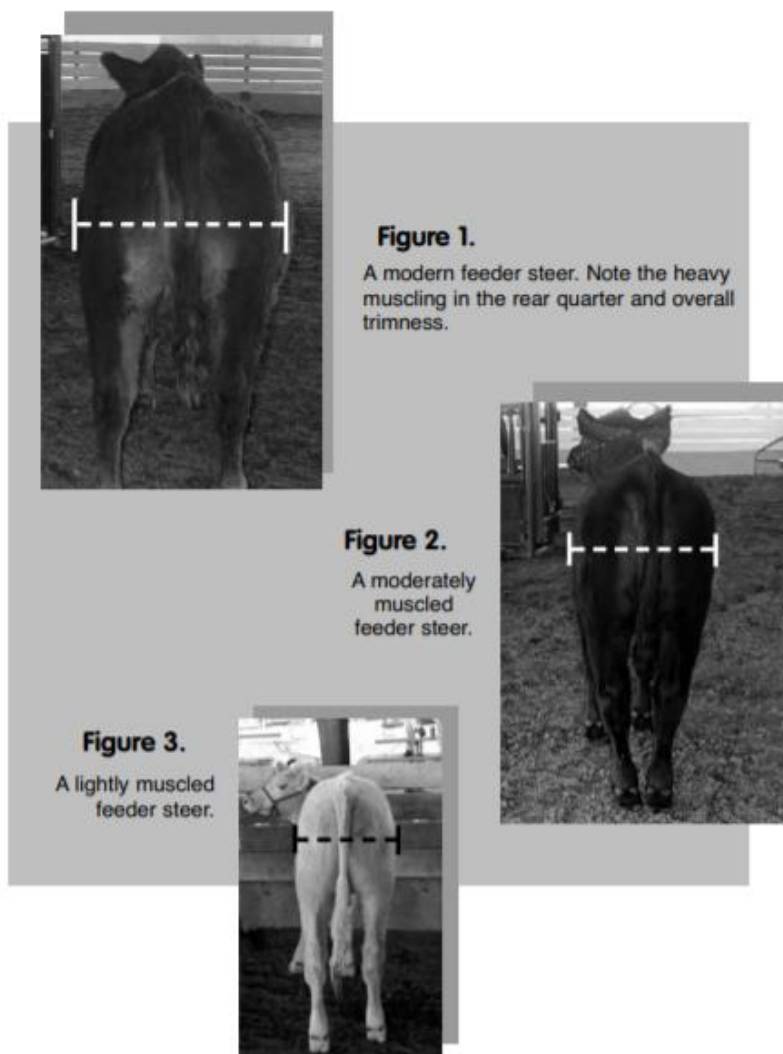 Figure 1.
A modern feeder steer. Note the heavy
muscling in the rear quarter and overall
trimness.
Figure 2.
A moderately
muscled
feeder steer.
Figure 3.
A lightly muscled
feeder steer.